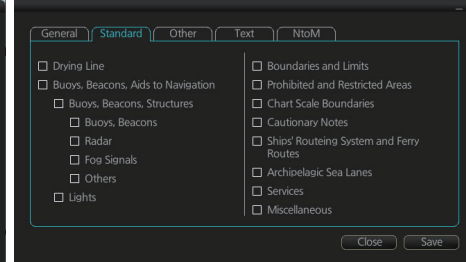 General
Standard
Other
Text
NtoM
Drying Line
Buoys, Beacons, Aids to Navigation
Buoys, Beacons, Structures
Buoys, Beacons
Radar
Fog Signals
Others
Lights
Boundaries and Limits
Prohibited and Restricted Areas
Chart Scale Boundaries
Cautionary Notes
Ships' Routeing System and Ferry
Routes
Archipelagic Sea Lanes
Services
Miscellaneous
Close
Save